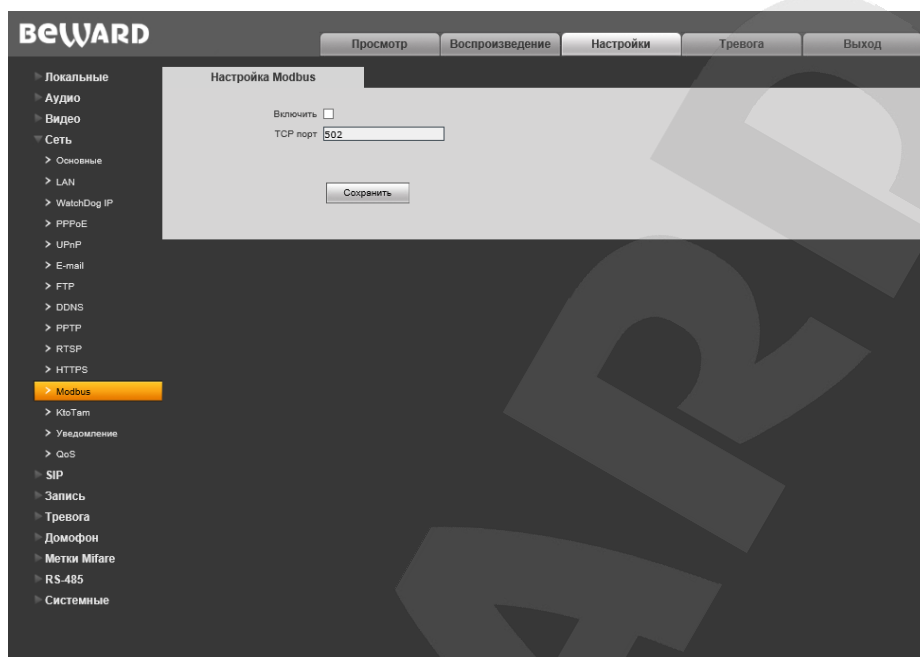 BEWARD
Просмотр
Воспроизведение
Настройки
Тревога
Выход
Локальные
Аудио
Видео
Сеть
Основные
LAN
WatchDog IP
PPPoE
UPnP
E-mail
FTP
DDNS
PPTP
RTSP
HTTPS
Modbus
KtoTam
Уведомление
QoS
SIP
Запись
Тревога
Домофон
Метки Mifare
RS-485
Системные
Настройка Modbus
Включить
TCP порт 502
Сохранить